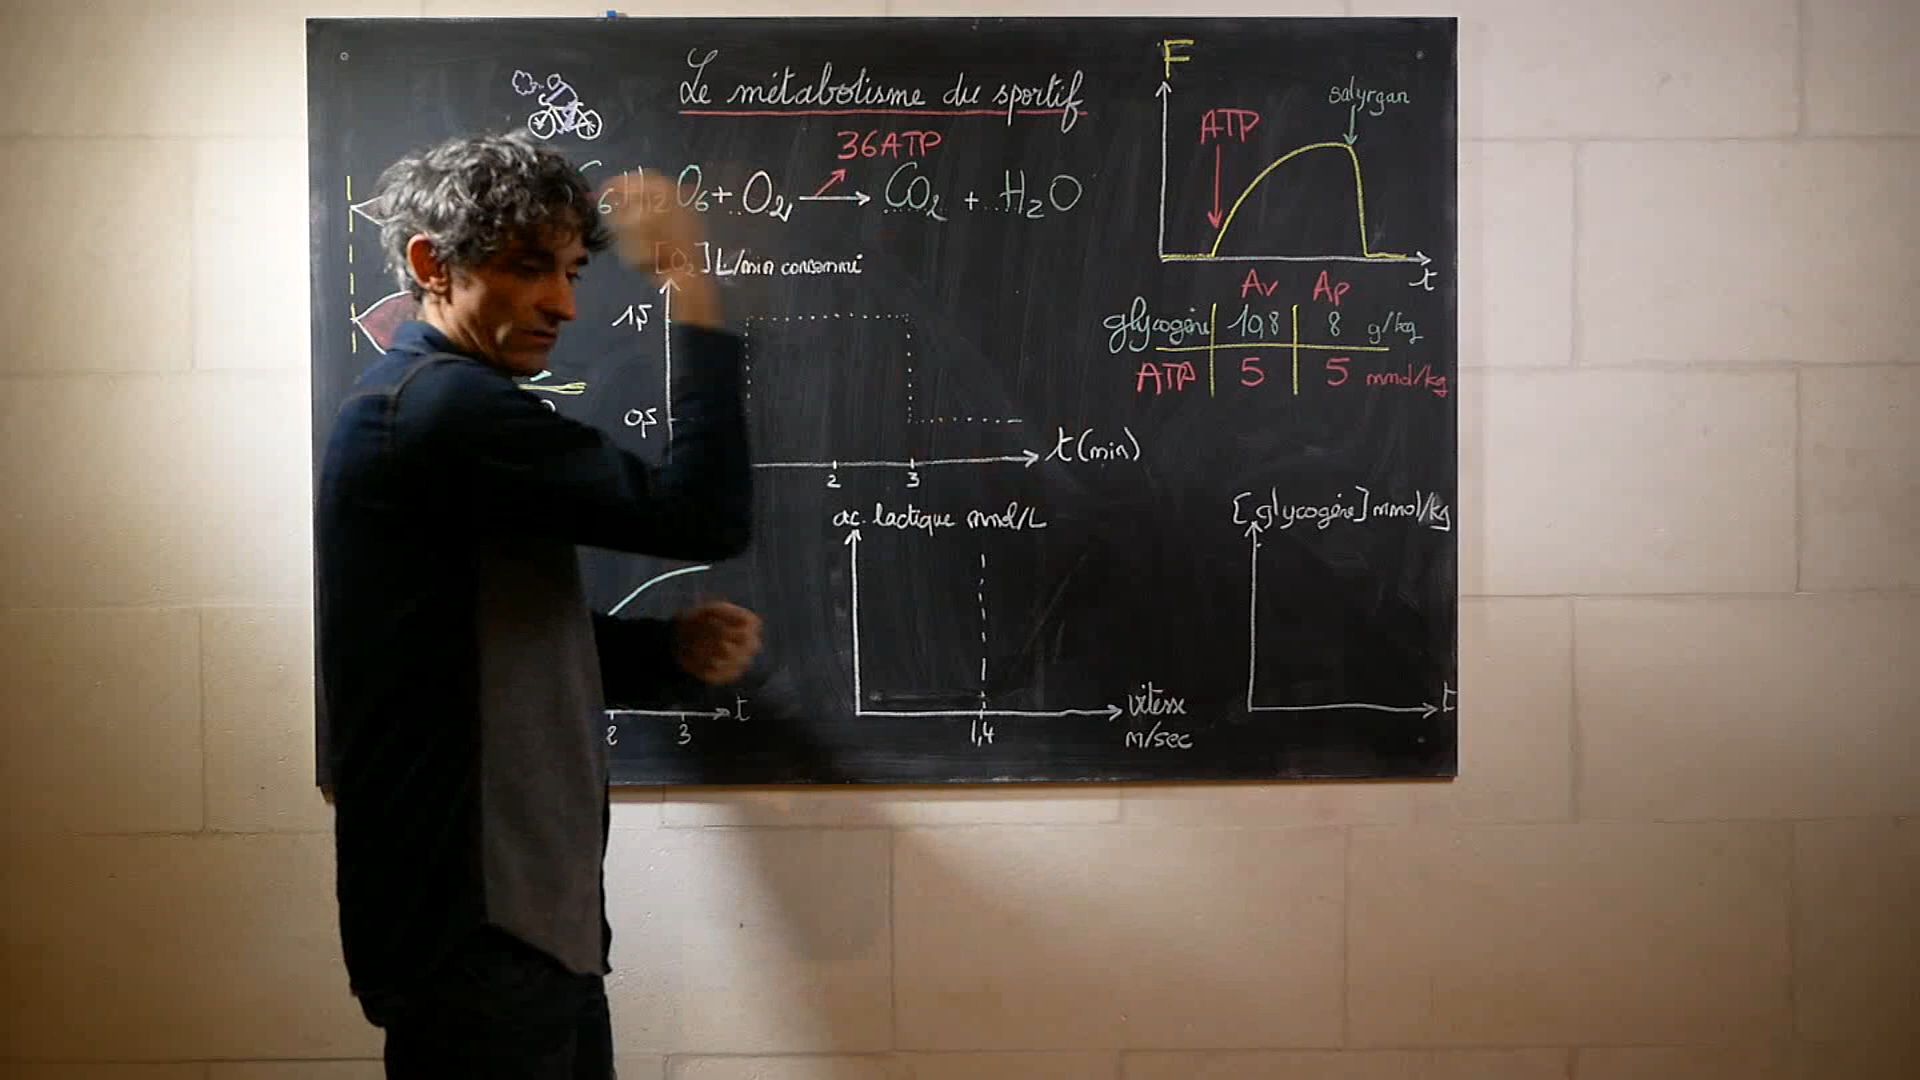 Le métabolisme du sportif
36ATP
6H2O6 + O2 → CO2 + H2O
[O2] L/min consommé
1,5
0,5
2 3
t (min)
F
ATP
salyrgan
t
Av Ap
glycogène 10,8 8 g/kg
ATP 5 5 mmol/kg
2 3
t
ac. lactique mmol/L
1,4
vitesse
m/sec
[glycogène] mmol/kg
t